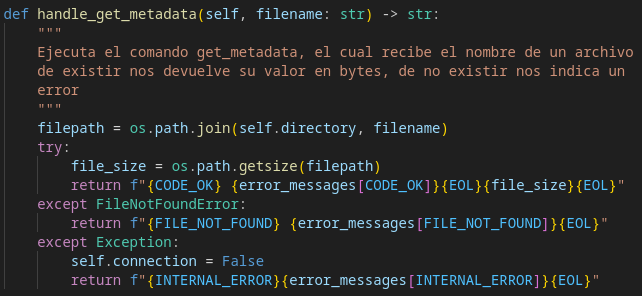 def handle_get_metadata(self, filename: str) -> str:
    """
    Ejecuta el comando get_metadata, el cual recibe el nombre de un archivo
    de existir nos devuelve su valor en bytes, de no existir nos indica un
    error
    """
    filepath = os.path.join(self.directory, filename)
    try:
        file_size = os.path.getsize(filepath)
        return f"{CODE_OK} {error_messages[CODE_OK]}{EOL}{file_size}{EOL}"
    except FileNotFoundError:
        return f"{FILE_NOT_FOUND} {error_messages[FILE_NOT_FOUND]}{EOL}"
    except Exception:
        self.connection = False
        return f"{INTERNAL_ERROR}{error_messages[INTERNAL_ERROR]}{EOL}"